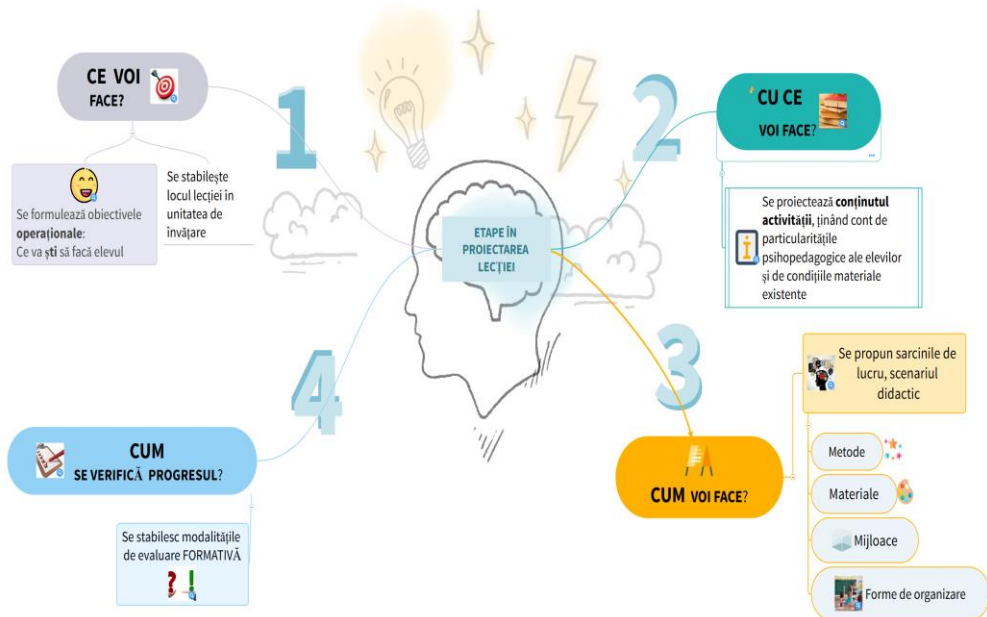 ETAPE ÎN
PROIECTAREA
LECȚIEI
1
CE VOI
FACE?
Se formulează obiectivele
operaționale:
Ce va ști să facă elevul
Se stabilește
locul lecției în
unitatea de
învățare
2
CU CE
VOI FACE?
...
Se proiectează conținutul
activității, ținând cont de
particularitățile
psihopedagogice ale elevilor
și de condițiile materiale
existente
3
CUM VOI FACE?
Se propun sarcinile de
lucru, scenariul
didactic
Metode
Materiale
Mijloace
Forme de organizare
4
CUM
SE VERIFICĂ PROGRESUL?
Se stabilesc modalitățile
de evaluare FORMATIVĂ
? !